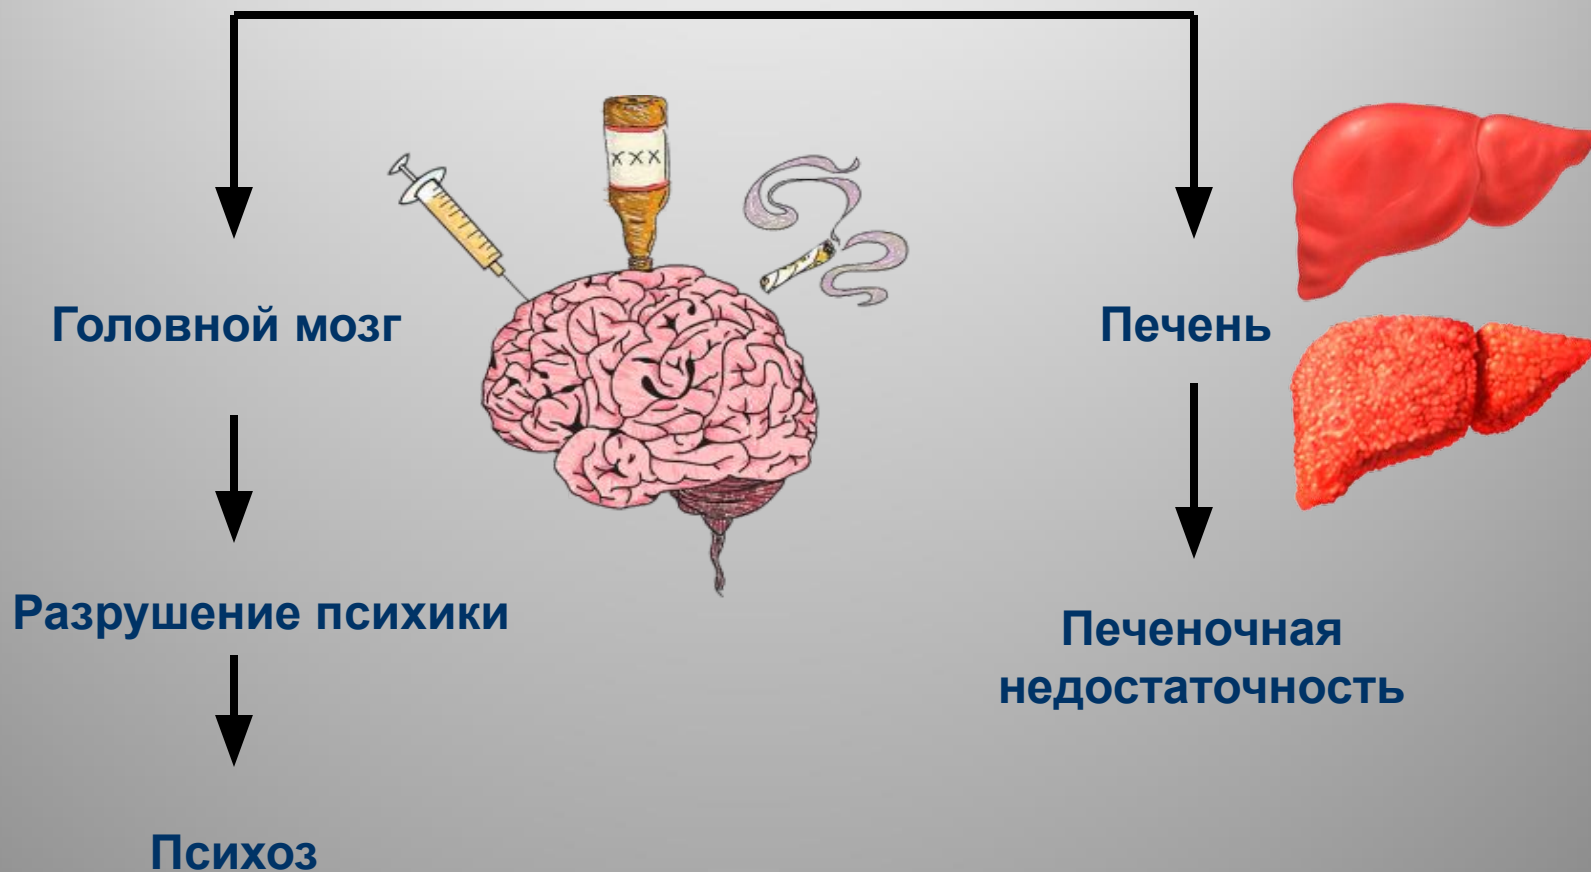 XXX
Головной мозг
Печень
Разрушение психики
Печеночная
недостаточность
Психоз